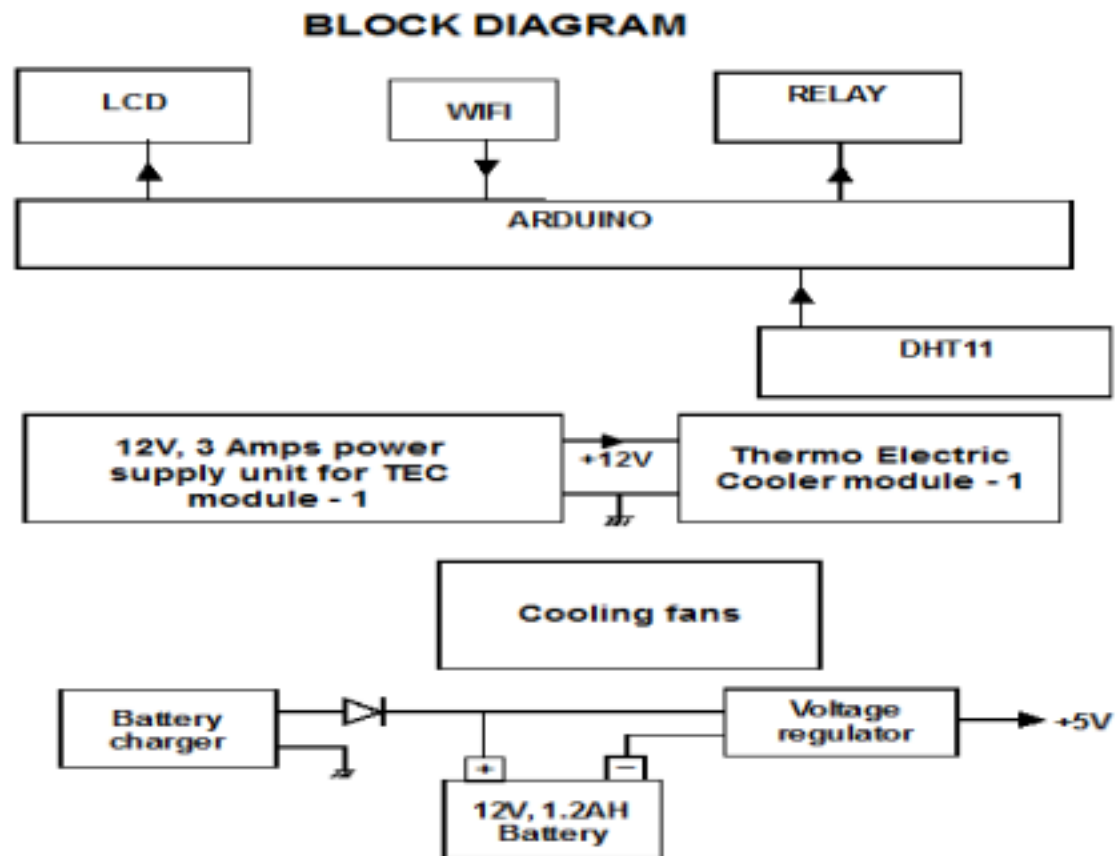 BLOCK DIAGRAM
LCD
WIFI
RELAY
ARDUINO
DHT11
12V, 3 Amps power
supply unit for TEC
module - 1
+12V
Thermo Electric
Cooler module - 1
Cooling fans
Battery
charger
Voltage
regulator
+5V
+
−
12V, 1.2AH
Battery